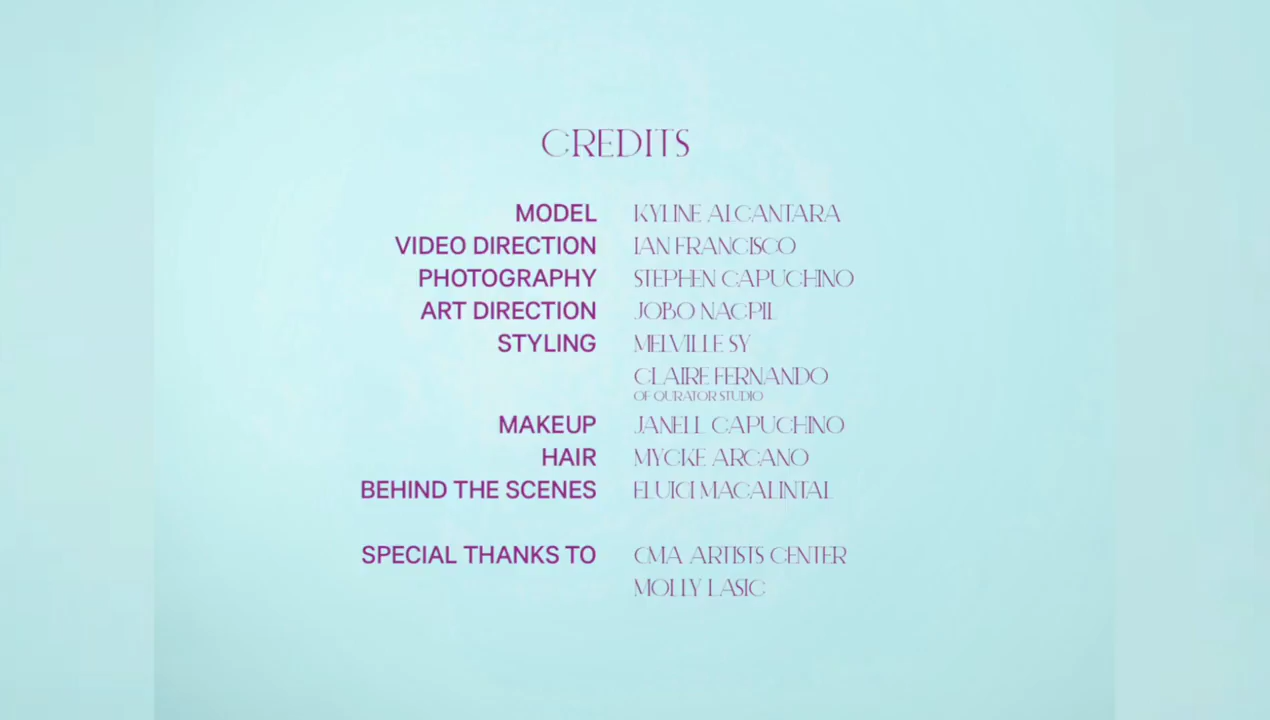 CREDITS
MODEL KYLINE ALCANTARA
VIDEO DIRECTION IAN FRANCISCO
PHOTOGRAPHY STEPHEN CAPUCHINO
ART DIRECTION JOBO NACPIL
STYLING MELVILLE SY
CLAIRE FERNANDO
OF QURATOR STUDIO
MAKEUP JANELL CAPUCHINO
HAIR MYCKE ARCANO
BEHIND THE SCENES ELUICI MACALINTAL
SPECIAL THANKS TO CMA ARTISTS CENTER
MOLLY LASIC